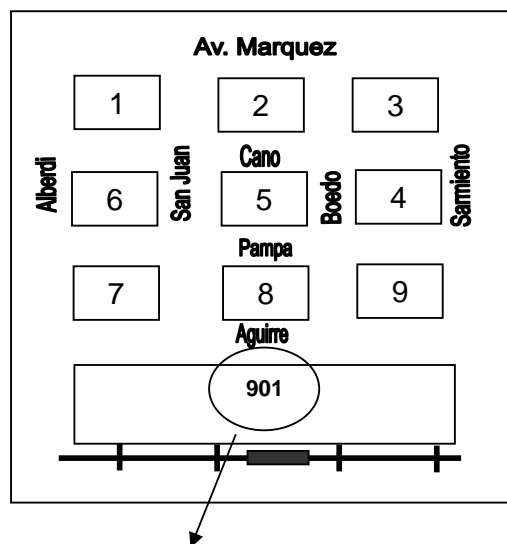 Av. Marquez
1 2 3
Cano
Alberdi San Juan Boedo Sarmiento
6 5 4
Pampa
7 8 9
Aguirre
901